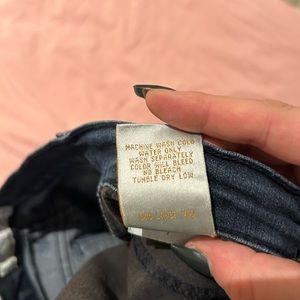 MACHINE WASH COLD
WATER ONLY
WASH SEPARATELY
COLOR WILL BLEED
NO BLEACH
TUMBLE DRY LOW